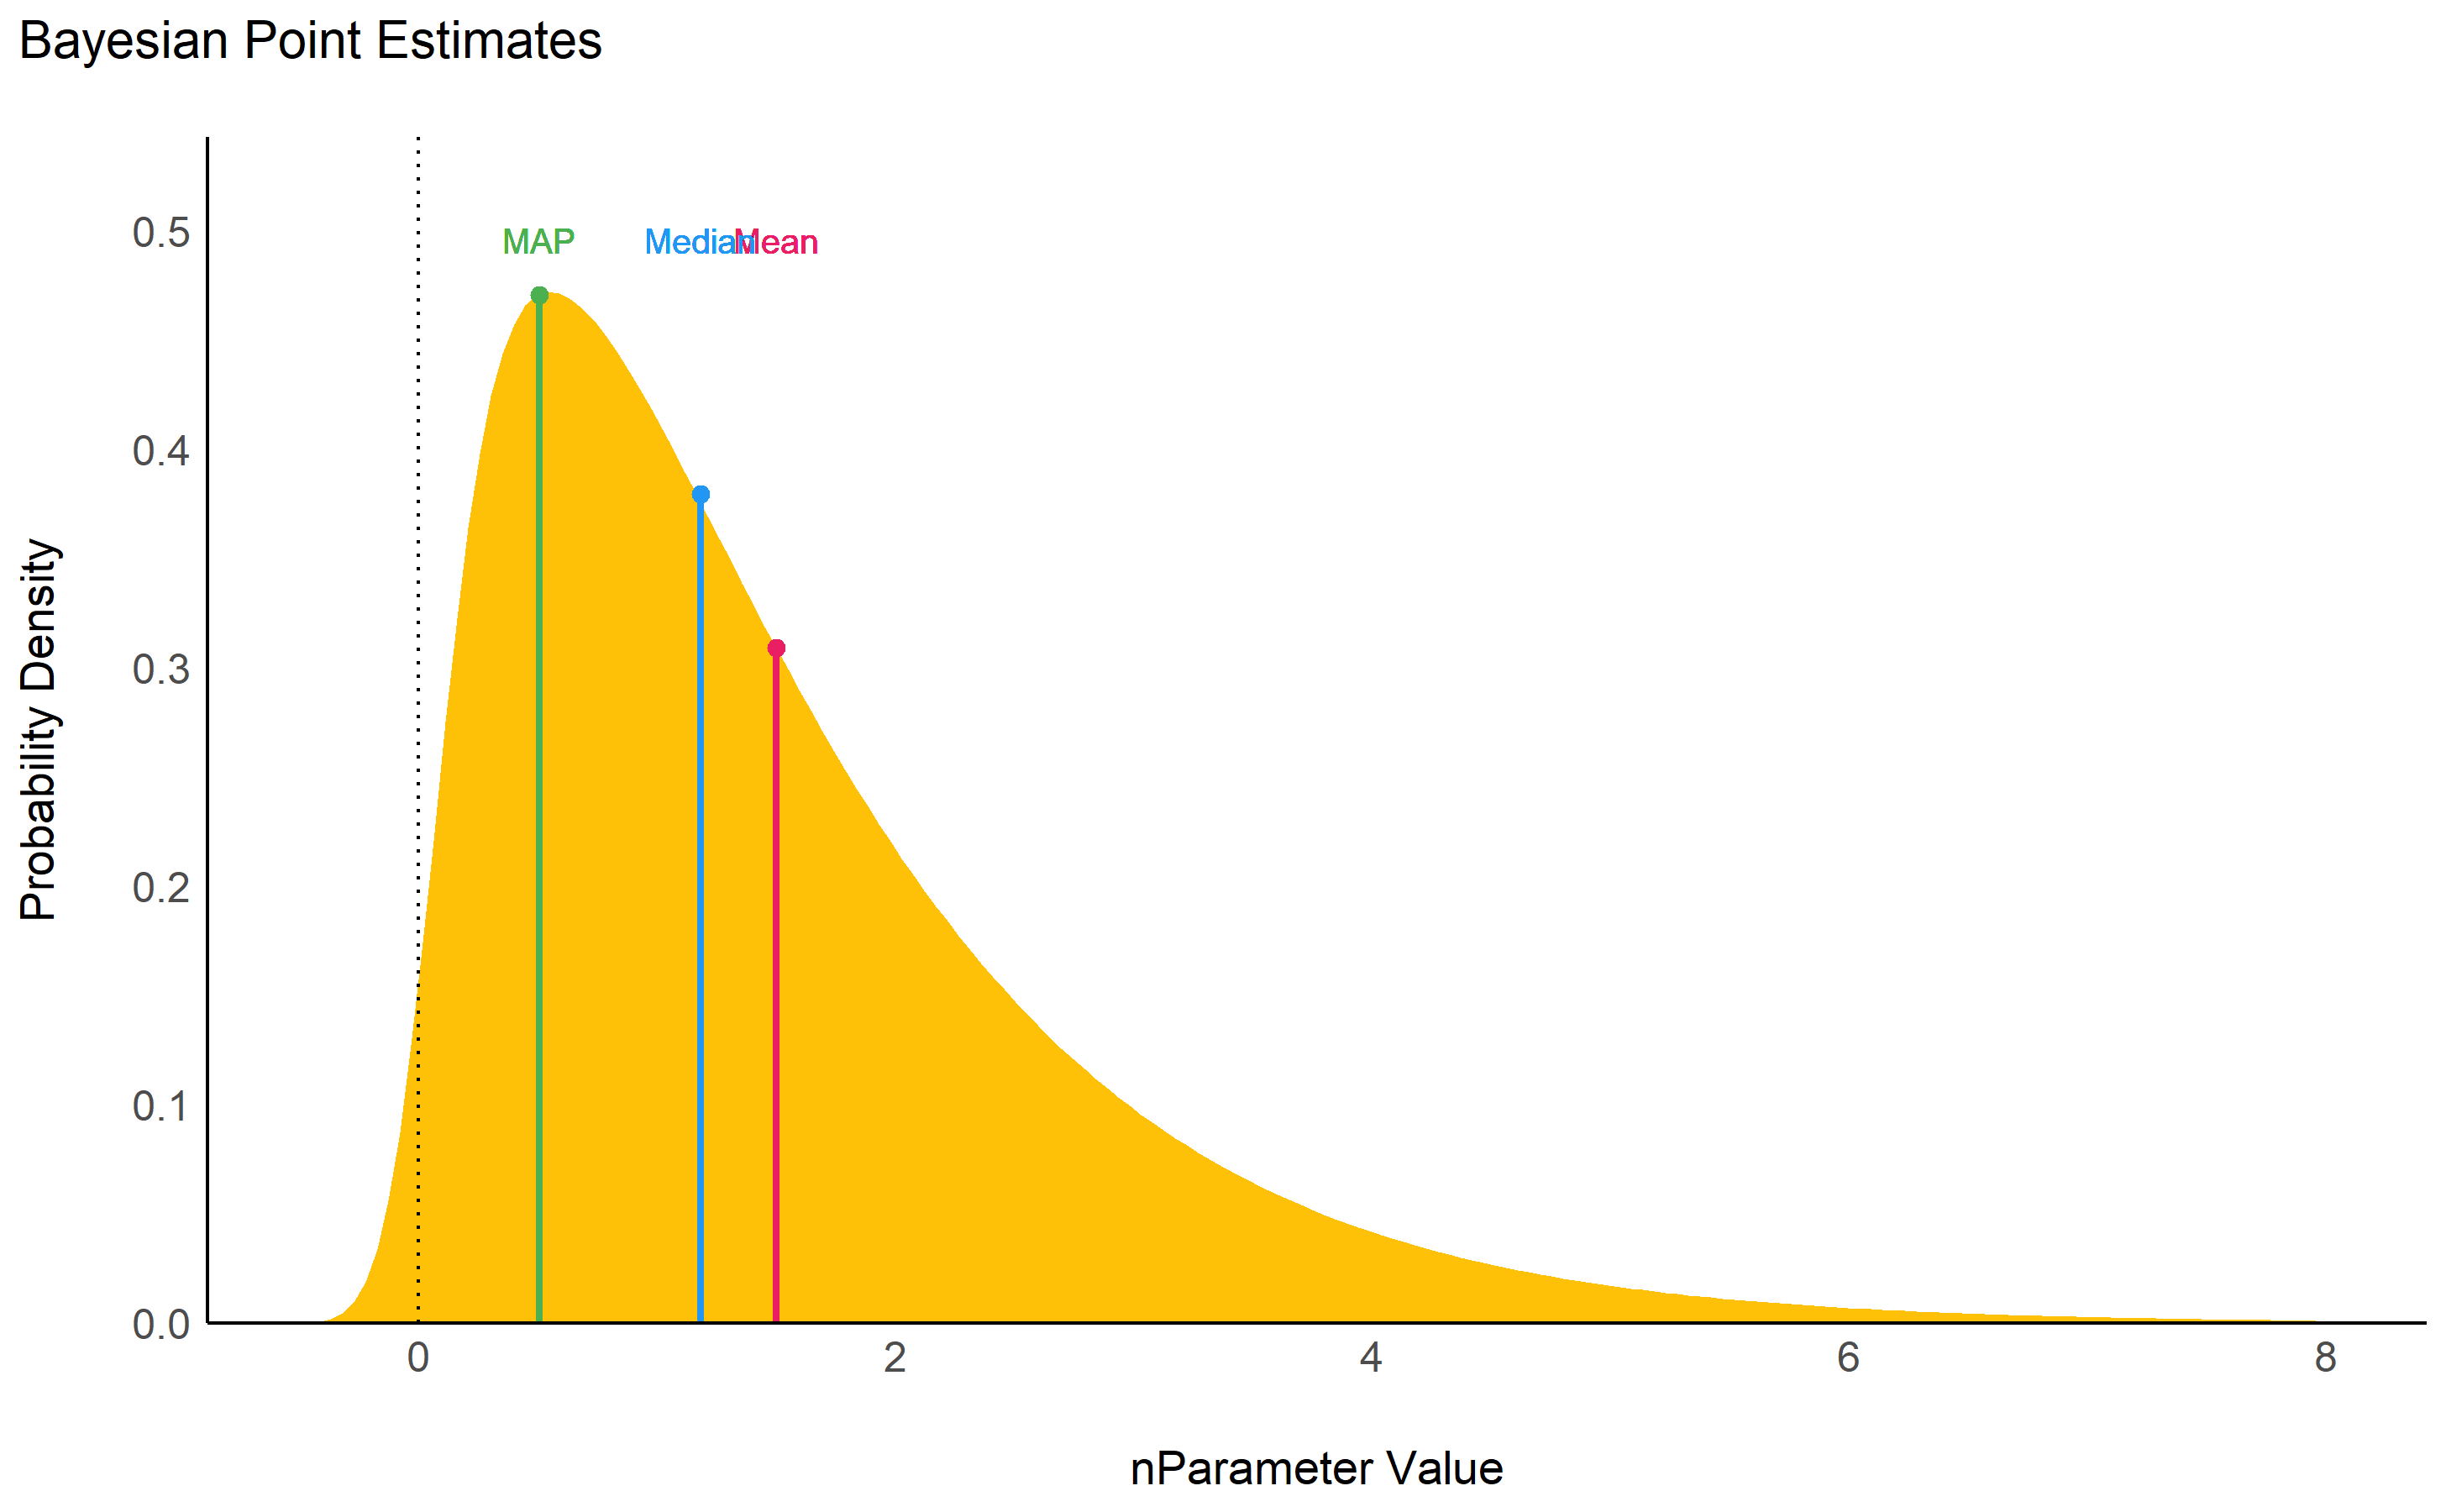 Bayesian Point Estimates
MAP Median Mean
0.5
0.4
0.3
0.2
0.1
0.0
Probability Density
0 2 4 6 8
nParameter Value